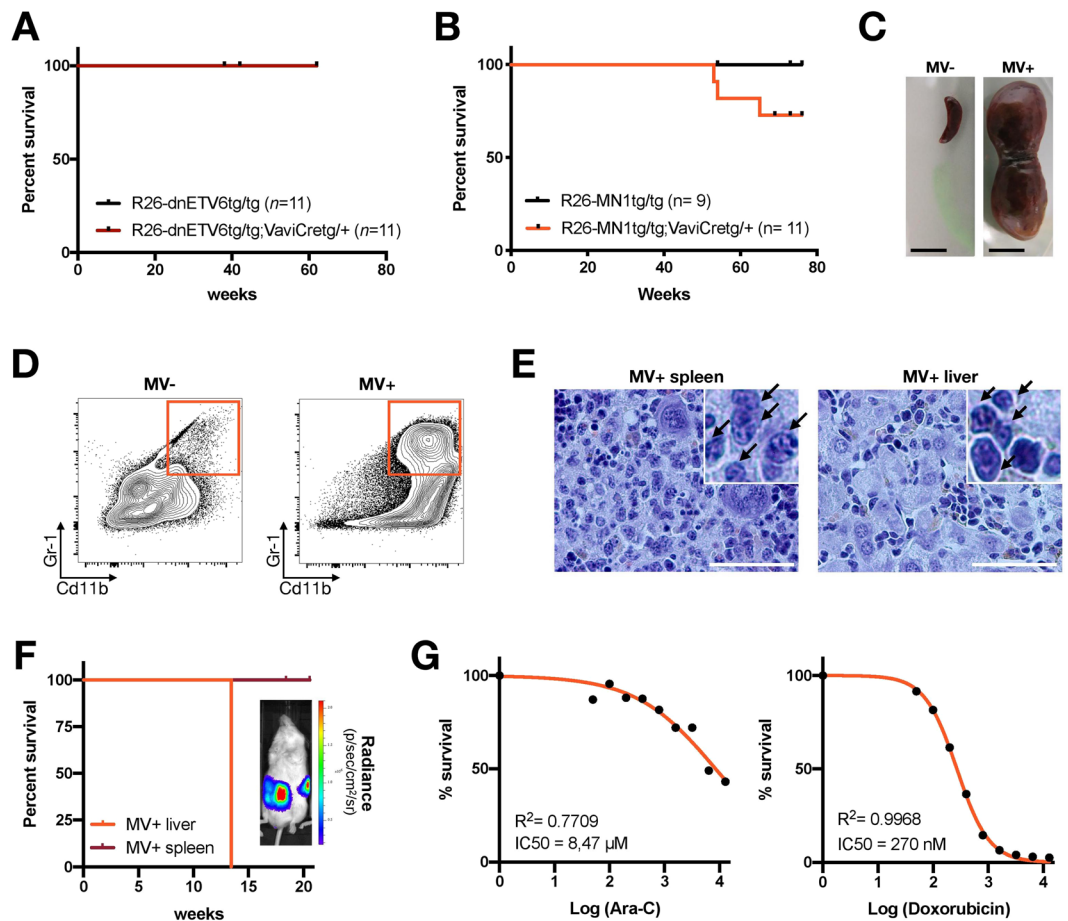 A
Percent survival
100
50
0
R26-dnETV6tg/tg (n=11)
R26-dnETV6tg/tg;VaviCretg/+ (n=11)
0 20 40 60 80
weeks
B
Percent survival
100
50
0
R26-MN1tg/tg (n= 9)
R26-MN1tg/tg;VaviCretg/+ (n= 11)
0 20 40 60 80
Weeks
C
MV- MV+
D
MV- MV+
Gr-1
Cd11b
Gr-1
Cd11b
E
MV+ spleen MV+ liver
F
Percent survival
100
75
50
25
0
MV+ liver
MV+ spleen
0 5 10 15 20
weeks
Radiance
(p/sec/cm²/sr)
G
% survival
100
50
0
R²= 0.7709
IC50 = 8,47 µM
0 1 2 3 4
Log (Ara-C)
% survival
100
50
0
R²= 0.9968
IC50 = 270 nM
0 1 2 3 4
Log (Doxorubicin)